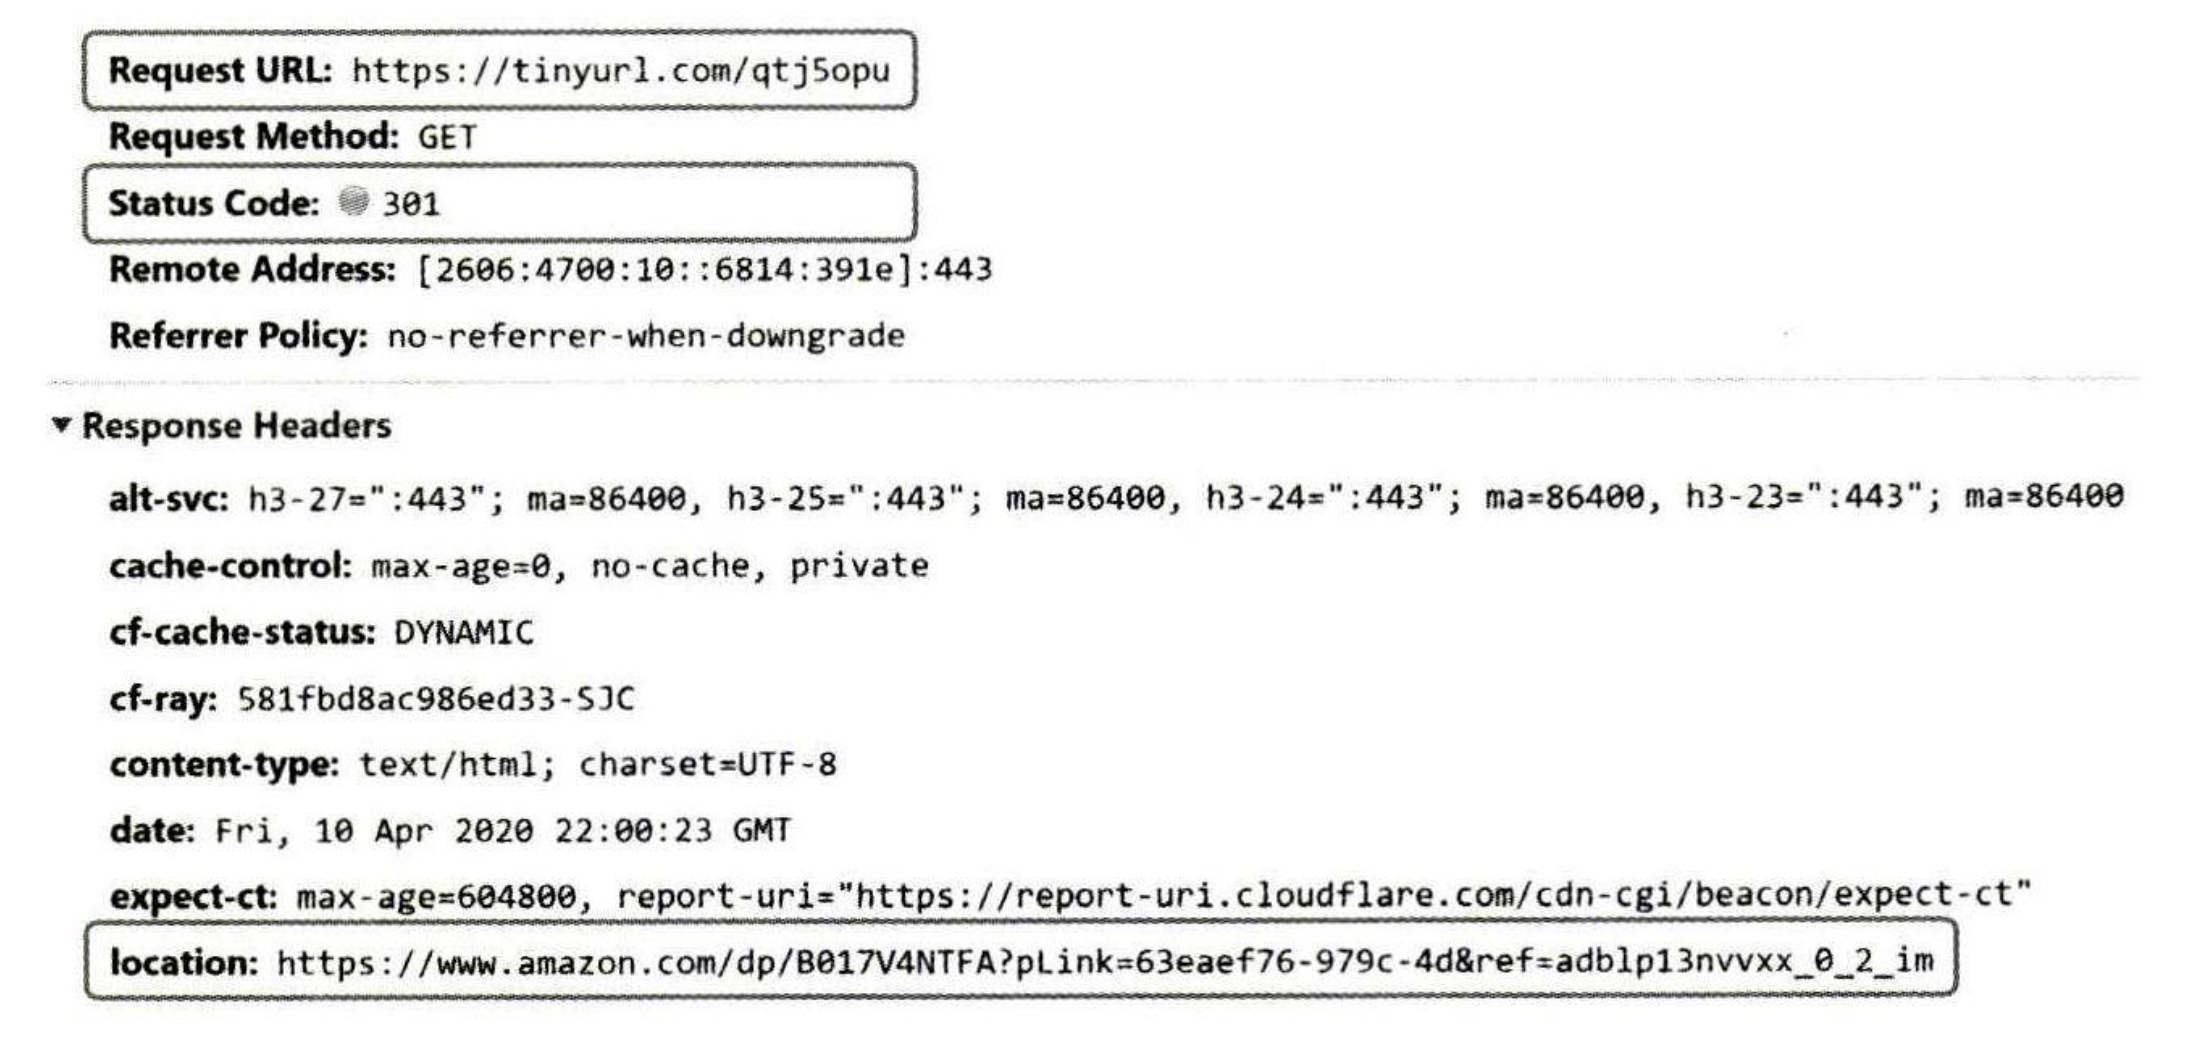 Request URL: https://tinyurl.com/qtj5opu
Request Method: GET
Status Code: 301
Remote Address: [2606:4700:10::6814:391e]:443
Referrer Policy: no-referrer-when-downgrade
▼ Response Headers
alt-svc: h3-27=":443"; ma=86400, h3-25=":443"; ma=86400, h3-24=":443"; ma=86400, h3-23=":443"; ma=86400
cache-control: max-age=0, no-cache, private
cf-cache-status: DYNAMIC
cf-ray: 581fbd8ac986ed33-SJC
content-type: text/html; charset=UTF-8
date: Fri, 10 Apr 2020 22:00:23 GMT
expect-ct: max-age=604800, report-uri="https://report-uri.cloudflare.com/cdn-cgi/beacon/expect-ct"
location: https://www.amazon.com/dp/B017V4NTFA?pLink=63eaef76-979c-4d&ref=adblp13nvvxx_0_2_im